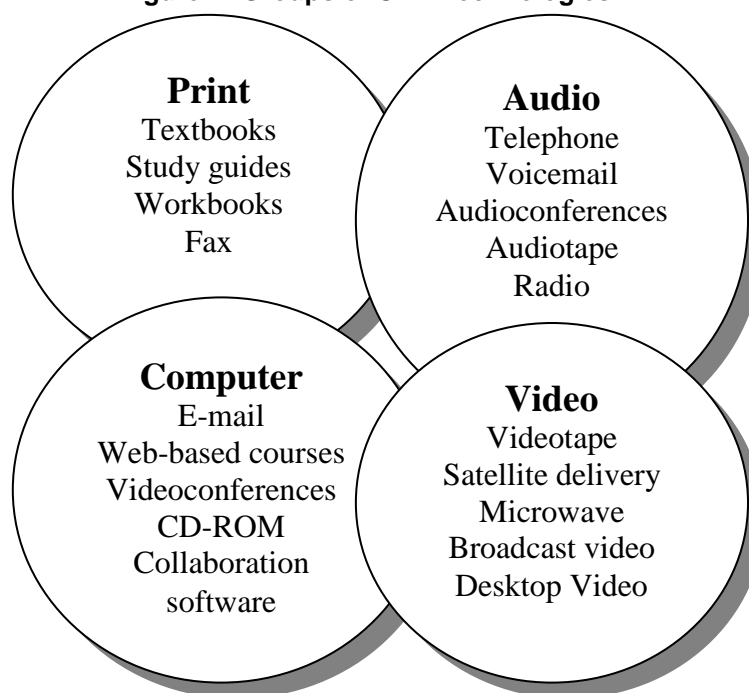 Print
Textbooks
Study guides
Workbooks
Fax
Audio
Telephone
Voicemail
Audioconferences
Audiotape
Radio
Computer
E-mail
Web-based courses
Videoconferences
CD-ROM
Collaboration
software
Video
Videotape
Satellite delivery
Microwave
Broadcast video
Desktop Video